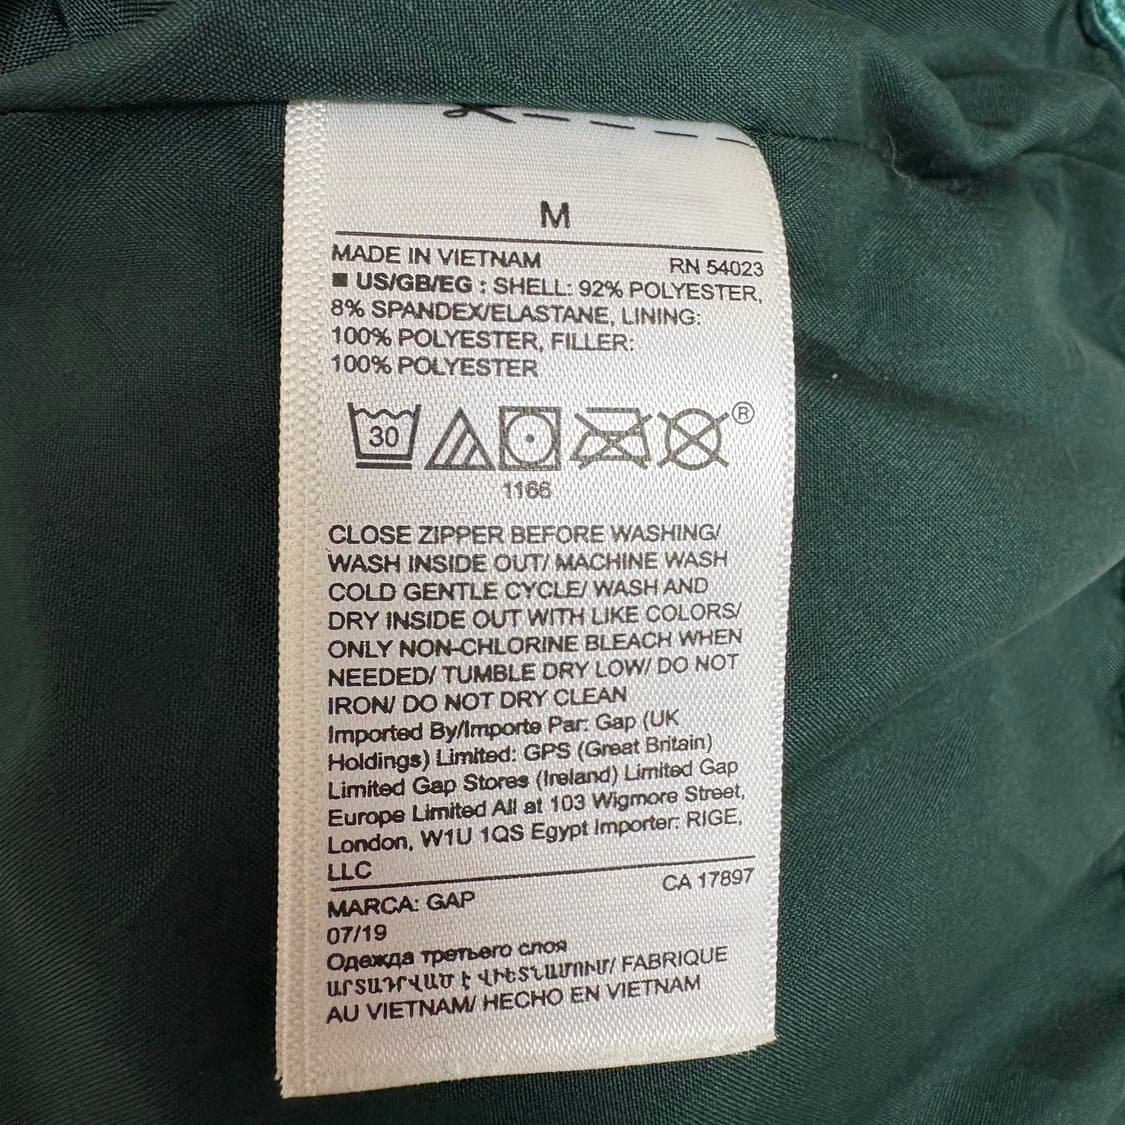 M
MADE IN VIETNAM RN 54023
■ US/GB/EG : SHELL: 92% POLYESTER,
8% SPANDEX/ELASTANE, LINING:
100% POLYESTER, FILLER:
100% POLYESTER
30 ®
1166
CLOSE ZIPPER BEFORE WASHING/
WASH INSIDE OUT/ MACHINE WASH
COLD GENTLE CYCLE/ WASH AND
DRY INSIDE OUT WITH LIKE COLORS/
ONLY NON-CHLORINE BLEACH WHEN
NEEDED/ TUMBLE DRY LOW/ DO NOT
IRON/ DO NOT DRY CLEAN
Imported By/Importe Par: Gap (UK
Holdings) Limited: GPS (Great Britain)
Limited Gap Stores (Ireland) Limited Gap
Europe Limited All at 103 Wigmore Street,
London, W1U 1QS Egypt Importer: RIGE,
LLC
CA 17897
MARCA: GAP
07/19
Одежда третьего слоя
ԱՐՏԱԴՐՎԱԾ Է ՎԻԵՏՆԱՄՈՒՄ/ FABRIQUE
AU VIETNAM/ HECHO EN VIETNAM